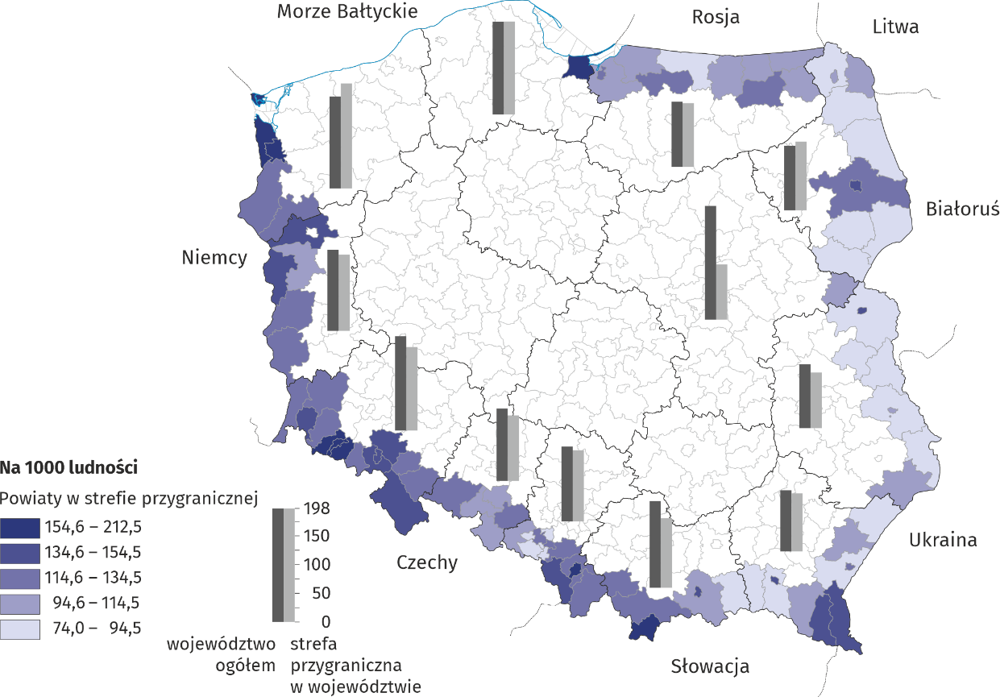 Morze Bałtyckie
Rosja
Litwa
Białoruś
Niemcy
Na 1000 ludności
Powiaty w strefie przygranicznej
154,6 – 212,5
134,6 – 154,5
114,6 – 134,5
94,6 – 114,5
74,0 – 94,5
198
150
100
50
0
województwo
ogółem
strefa
przygraniczna
w województwie
Czechy
Słowacja
Ukraina